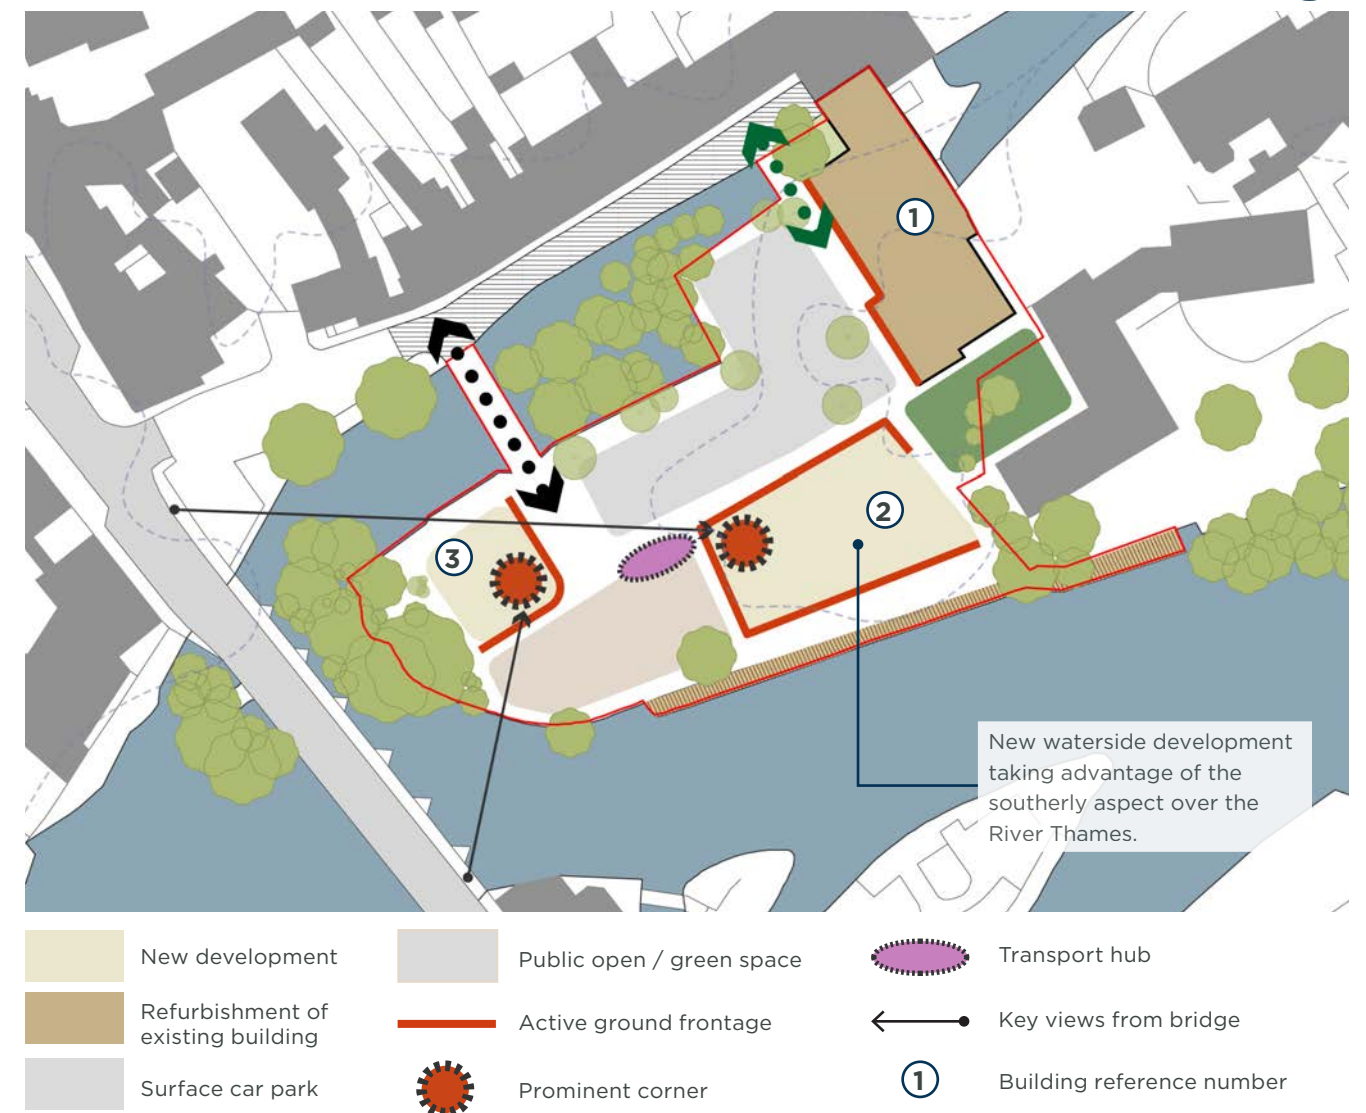 1
2
3
New waterside development
taking advantage of the
southerly aspect over the
River Thames.
New development
Refurbishment of
existing building
Surface car park
Public open / green space
Active ground frontage
Prominent corner
Transport hub
Key views from bridge
1
Building reference number